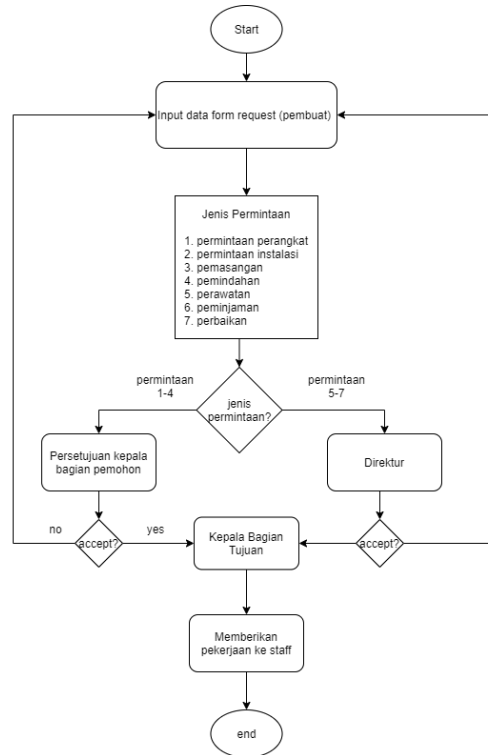 Start
Input data form request (pembuat)
Jenis Permintaan
1. permintaan perangkat
2. permintaan instalasi
3. pemasangan
4. pemindahan
5. perawatan
6. peminjaman
7. perbaikan
permintaan
1-4
jenis
permintaan?
permintaan
5-7
Persetujuan kepala
bagian pemohon
Direktur
no
accept?
yes
Kepala Bagian
Tujuan
accept?
Memberikan
pekerjaan ke staff
end